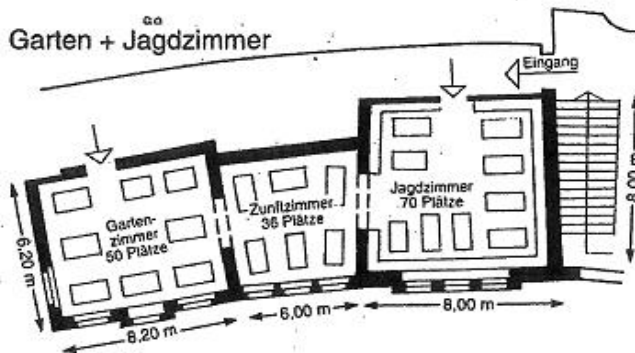 Garten + Jagdzimmer
Eingang
Garten-
zimmer
50 Plätze
Zunftzimmer
36 Plätze
Jagdzimmer
70 Plätze
6,20 m
8,20 m
6,00 m
8,00 m